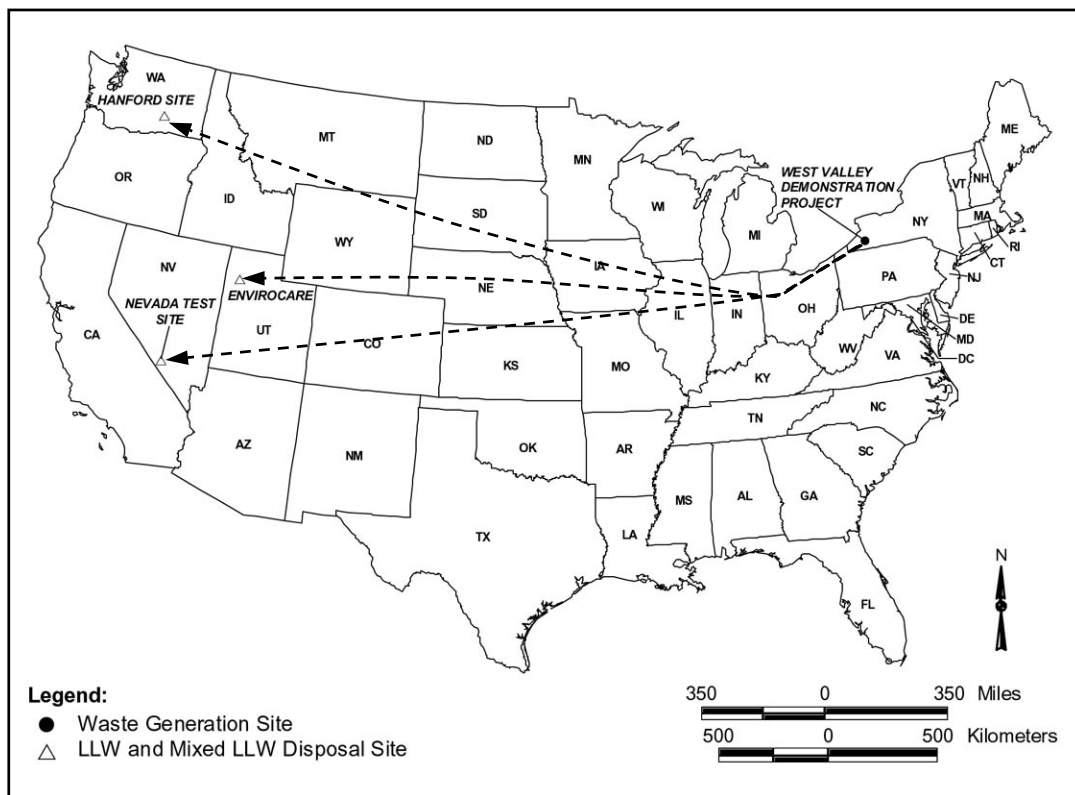 WA
HANFORD SITE
MT
ND
MN
ME
OR
ID
SD
WI
WEST VALLEY
DEMONSTRATION
PROJECT
VT
NH
NY
MA
MI
WY
RI
CT
IA
NV
NE
PA
NJ
ENVIROCARE
NEVADA TEST
SITE
UT
IL
IN
OH
DE
CA
CO
MD
WV
VA
DC
KS
MO
KY
NC
TN
AZ
NM
OK
AR
SC
MS
AL
GA
TX
LA
N
FL
Legend:
Waste Generation Site
LLW and Mixed LLW Disposal Site
350 0 350 Miles
500 0 500 Kilometers